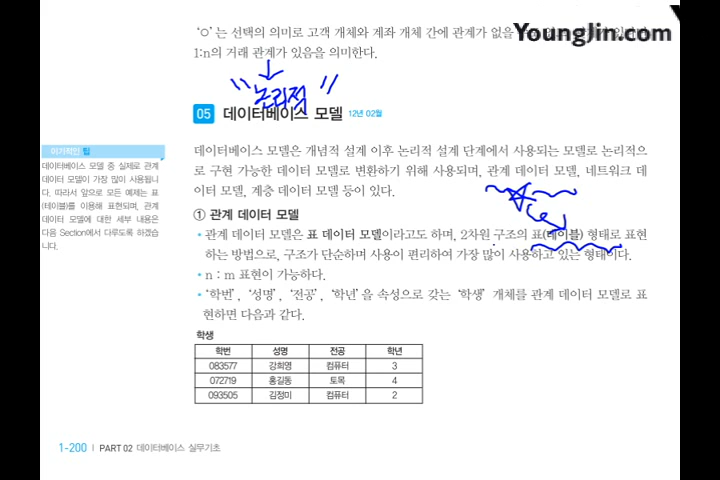 '○'는 선택의 의미로 고객 개체와 계좌 개체 간에 관계가 없을
YoungJin.com
1:n의 거래 관계가 있음을 의미한다.
"논리적"
05 데이터베이스 모델 12년 02월
이기적인 팁
데이터베이스 모델 중 실제로 관계
데이터 모델이 가장 많이 사용됩니
다. 따라서 앞으로 모든 예제는 표
(테이블)를 이용해 표현되며, 관계
데이터 모델에 대한 세부 내용은
다음 Section에서 다루도록 하겠습
니다.
데이터베이스 모델은 개념적 설계 이후 논리적 설계 단계에서 사용되는 모델로 논리적으
로 구현 가능한 데이터 모델로 변환하기 위해 사용되며, 관계 데이터 모델, 네트워크 데
이터 모델, 계층 데이터 모델 등이 있다.
① 관계 데이터 모델
• 관계 데이터 모델은 표 데이터 모델이라고도 하며, 2차원 구조의 표(테이블) 형태로 표현
하는 방법으로, 구조가 단순하며 사용이 편리하여 가장 많이 사용하고 있는 형태이다.
• n : m 표현이 가능하다.
• '학번', '성명', '전공', '학년'을 속성으로 갖는 '학생' 개체를 관계 데이터 모델로 표
현하면 다음과 같다.
학생
학번 성명 전공 학년
083577 강희영 컴퓨터 3
072719 홍길동 토목 4
093505 김정미 컴퓨터 2
1-200 | PART 02 데이터베이스 실무기초